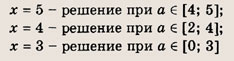 x = 5 – решение при a ∈ [4; 5];
x = 4 – решение при a ∈ [2; 4];
x = 3 – решение при a ∈ [0; 3]